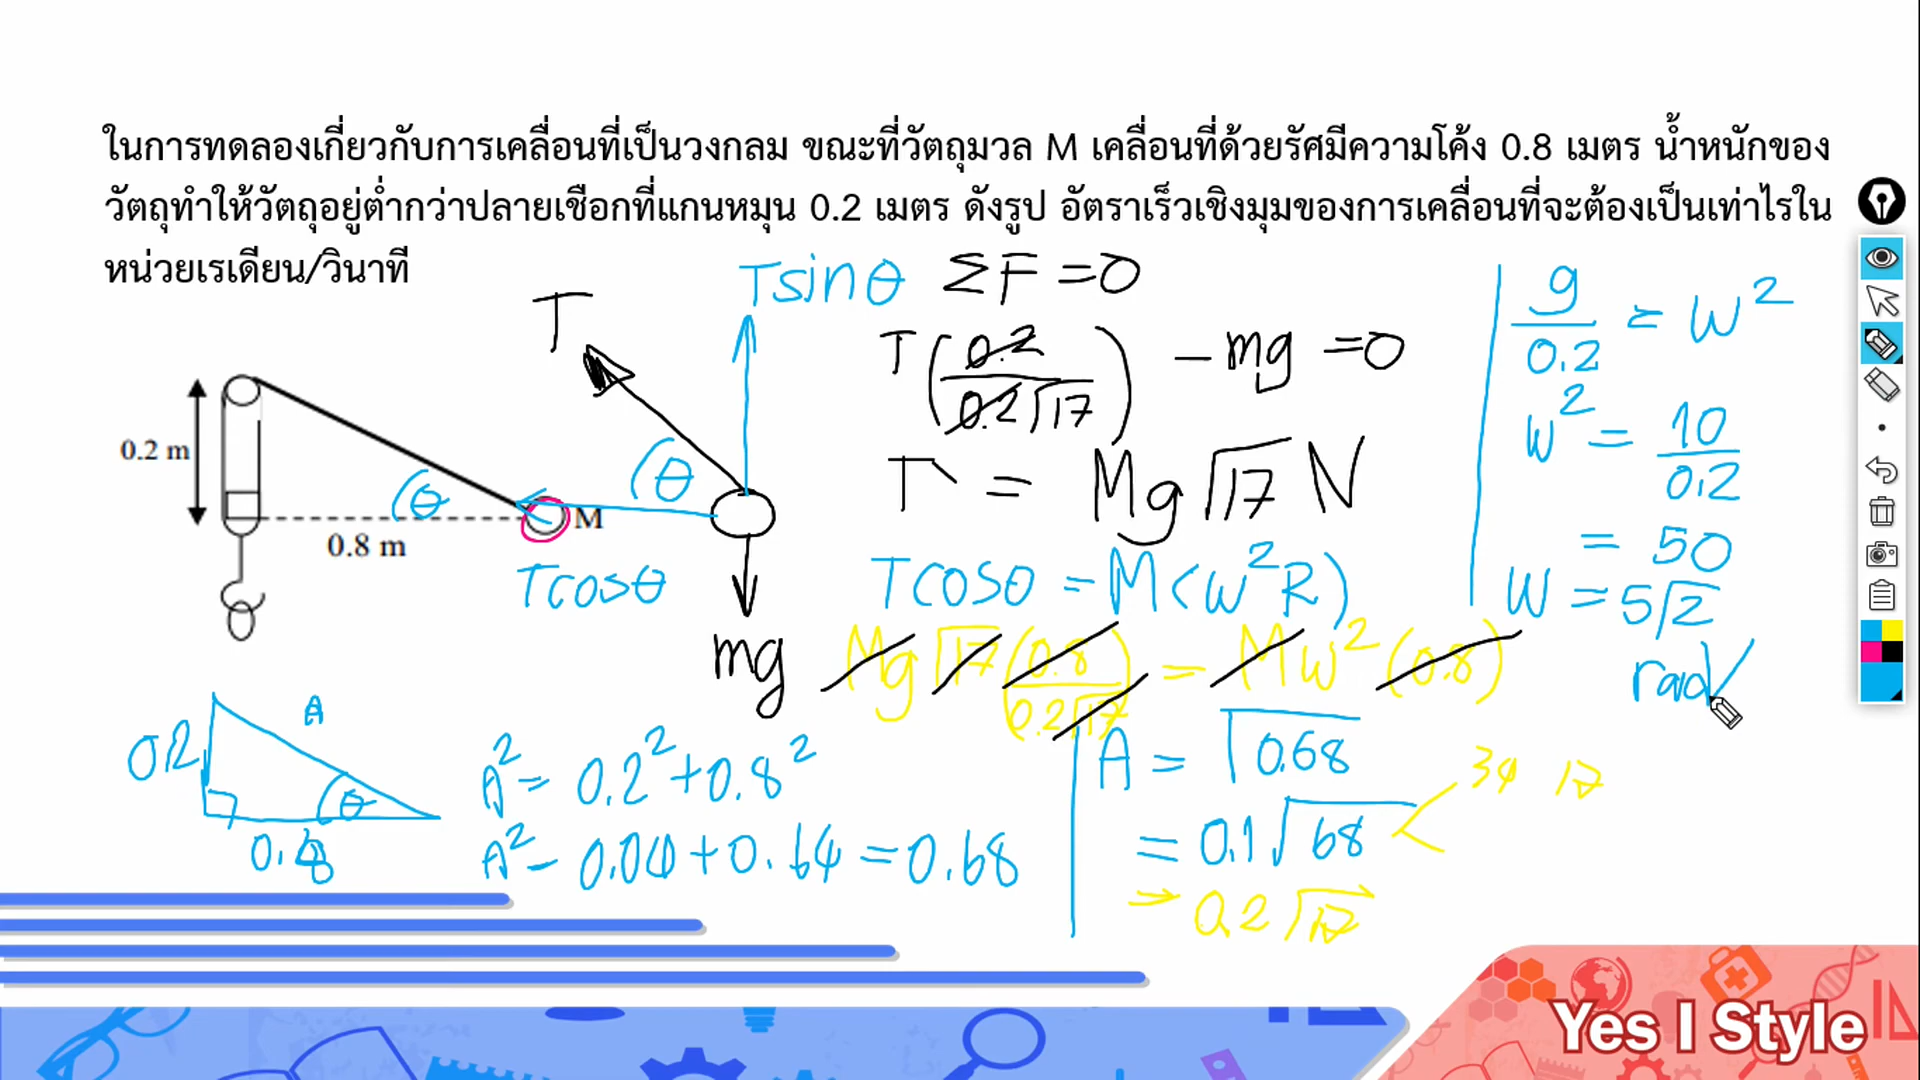 ในการทดลองเกี่ยวกับการเคลื่อนที่เป็นวงกลม ขณะที่วัตถุมวล M เคลื่อนที่ด้วยรัศมีความโค้ง 0.8 เมตร น้ำหนักของ
วัตถุทำให้วัตถุอยู่ต่ำกว่าปลายเชือกที่แกนหมุน 0.2 เมตร ดังรูป อัตราเร็วเชิงมุมของการเคลื่อนที่จะต้องเป็นเท่าไรใน
หน่วยเรเดียน/วินาที
T
T sin θ
ΣF = 0
T(0.2/0.2√17) - mg = 0
T = Mg√17 N
0.2 m
θ
θ
M
0.8 m
T cos θ
mg
T cos θ = M(W²R)
Mg√17(0.8/0.2√17) = MW²(0.8)
g/0.2 = W²
W² = 10/0.2
= 50
W = 5√2
rad/
0.2
A
θ
0.8
A² = 0.2² + 0.8²
A² = 0.04 + 0.64 = 0.68
A = √0.68
= 0.1√68
34 17
⇒ 0.2√17
Yes I Style